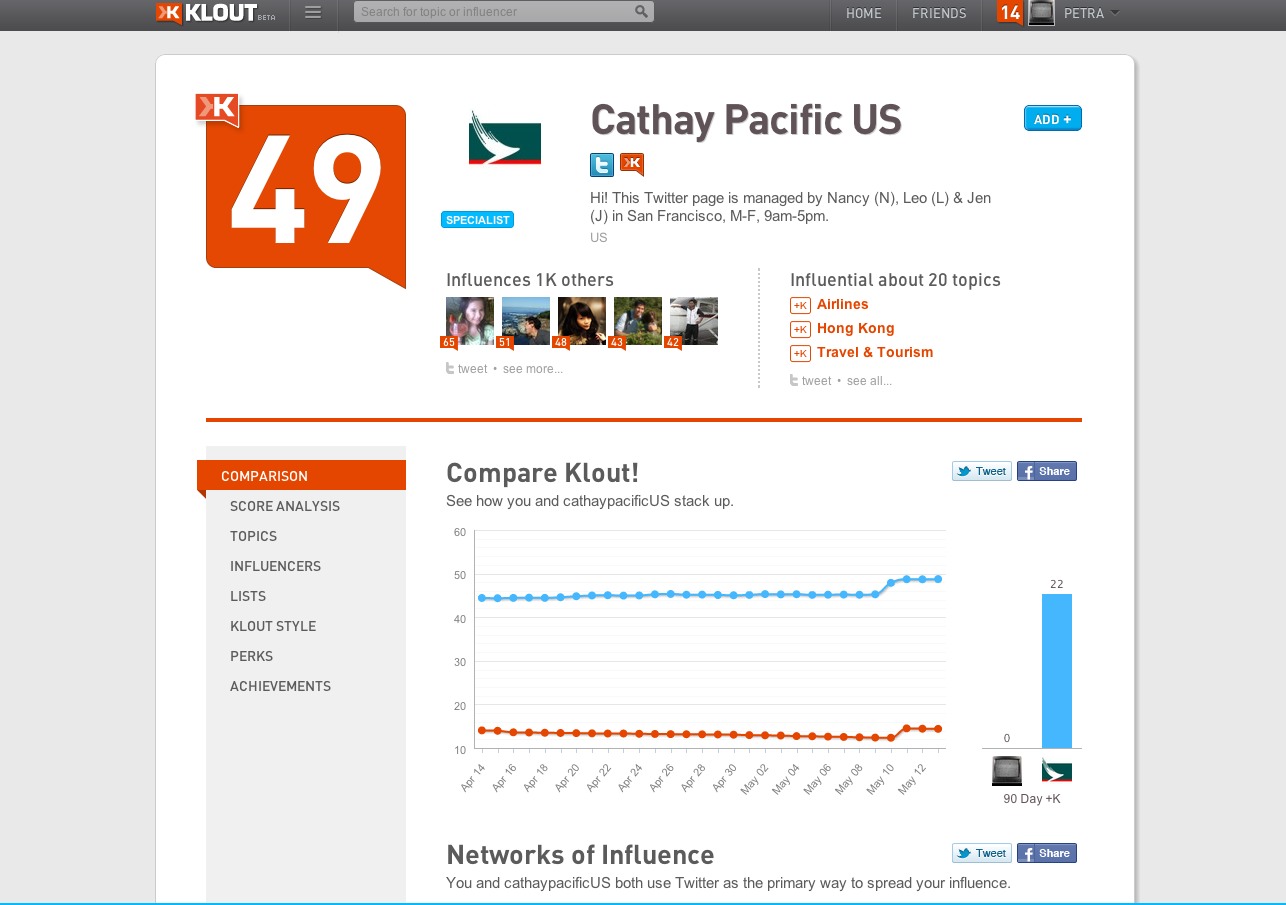 KLOUT BETA
Search for topic or influencer
HOME
FRIENDS
14
PETRA
K
49
Cathay Pacific US
ADD +
t K
Hi! This Twitter page is managed by Nancy (N), Leo (L) & Jen
(J) in San Francisco, M-F, 9am-5pm.
SPECIALIST
US
Influences 1K others
65 51 48 43 42
tweet • see more...
Influential about 20 topics
+K Airlines
+K Hong Kong
+K Travel & Tourism
tweet • see all...
COMPARISON
SCORE ANALYSIS
TOPICS
INFLUENCERS
LISTS
KLOUT STYLE
PERKS
ACHIEVEMENTS
Compare Klout!
Tweet
f Share
See how you and cathaypacificUS stack up.
60
50
40
30
20
10
Apr 14 Apr 16 Apr 18 Apr 20 Apr 22 Apr 24 Apr 26 Apr 28 Apr 30 May 02 May 04 May 06 May 08 May 10 May 12
22
0
90 Day +K
Networks of Influence
Tweet
f Share
You and cathaypacificUS both use Twitter as the primary way to spread your influence.